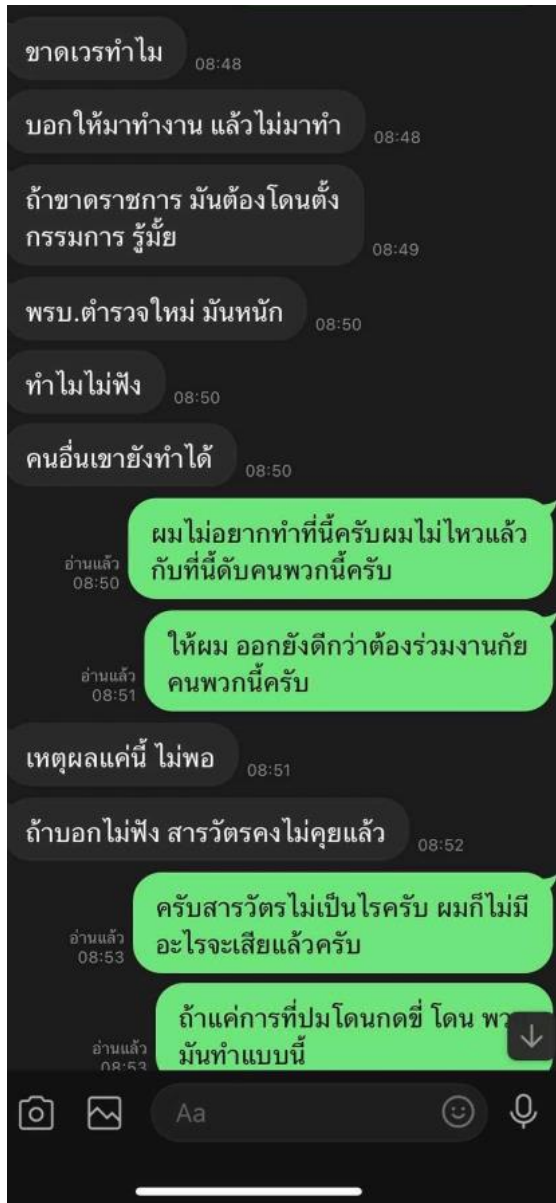 ขาดเวรทำไม
08:48
บอกให้มาทำงาน แล้วไม่มาทำ
08:48
ถ้าขาดราชการ มันต้องโดนตั้ง
กรรมการ รู้มั้ย
08:49
พรบ.ตำรวจใหม่ มันหนัก
08:50
ทำไมไม่ฟัง
08:50
คนอื่นเขายังทำได้
08:50
ผมไม่อยากทำที่นี้ครับผมไม่ไหวแล้ว
กับที่นี้ดับคนพวกนี้ครับ
อ่านแล้ว
08:50
ให้ผม ออกยังดีกว่าต้องร่วมงานกัย
คนพวกนี้ครับ
อ่านแล้ว
08:51
เหตุผลแค่นี้ ไม่พอ
08:51
ถ้าบอกไม่ฟัง สารวัตรคงไม่คุยแล้ว
08:52
ครับสารวัตรไม่เป็นไรครับ ผมก็ไม่มี
อะไรจะเสียแล้วครับ
อ่านแล้ว
08:53
ถ้าแค่การที่ปมโดนกดขี่ โดน
มันทำแบบนี้
อ่านแล้ว
08:53
Aa